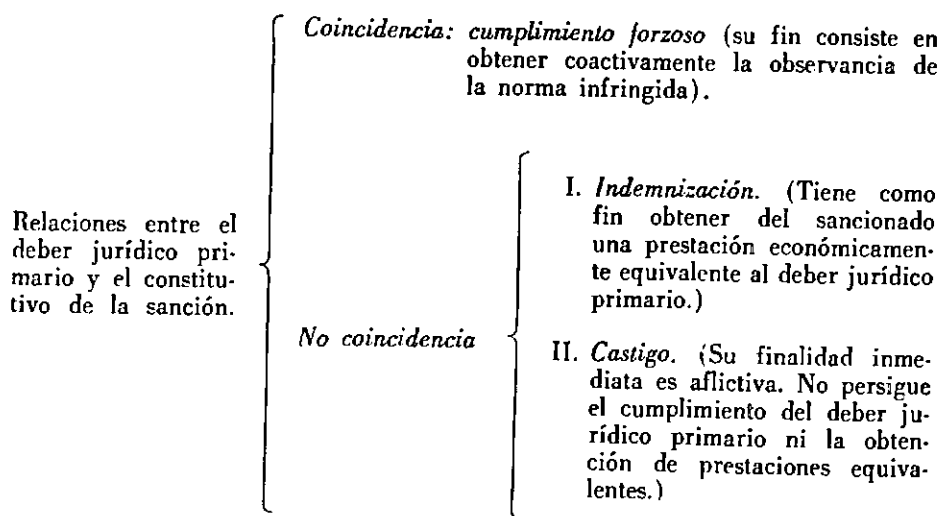 Coincidencia: cumplimiento forzoso (su fin consiste en
obtener coactivamente la observancia de
la norma infringida).
Relaciones entre el
deber jurídico pri-
mario y el constitu-
tivo de la sanción.
No coincidencia
I. Indemnización. (Tiene como
fin obtener del sancionado
una prestación económicamen-
te equivalente al deber jurídico
primario.)
II. Castigo. (Su finalidad inme-
diata es aflictiva. No persigue
el cumplimiento del deber ju-
rídico primario ni la obten-
ción de prestaciones equiva-
lentes.)